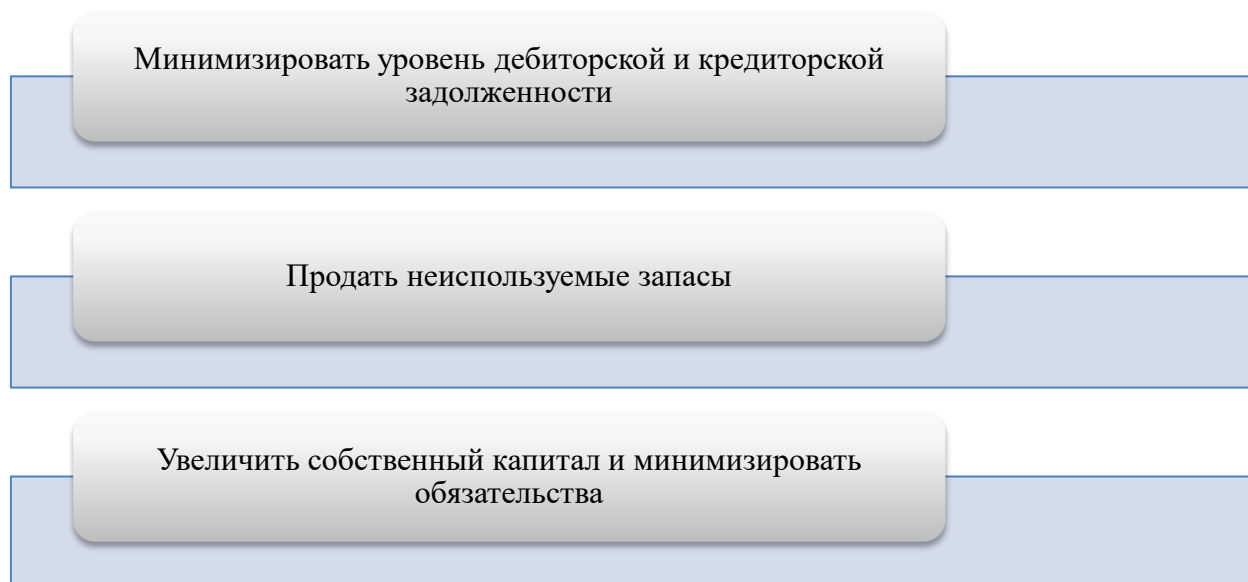 Минимизировать уровень дебиторской и кредиторской
задолженности
Продать неиспользуемые запасы
Увеличить собственный капитал и минимизировать
обязательства